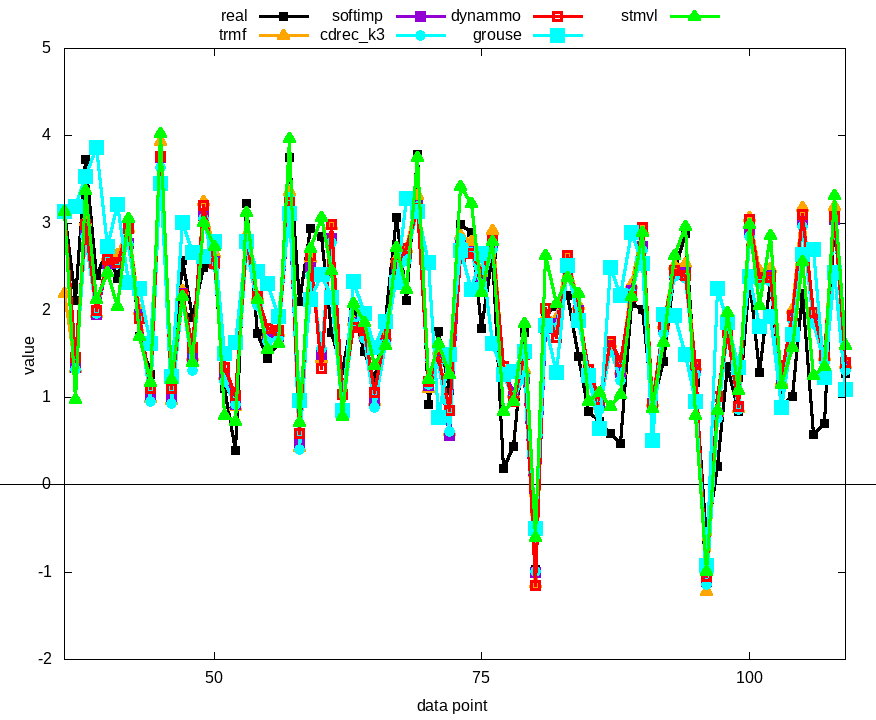 real softimp dynammo stmvl
trmf cdrec_k3 grouse
5
4
3
2
1
0
-1
-2
value
50 75 100
data point